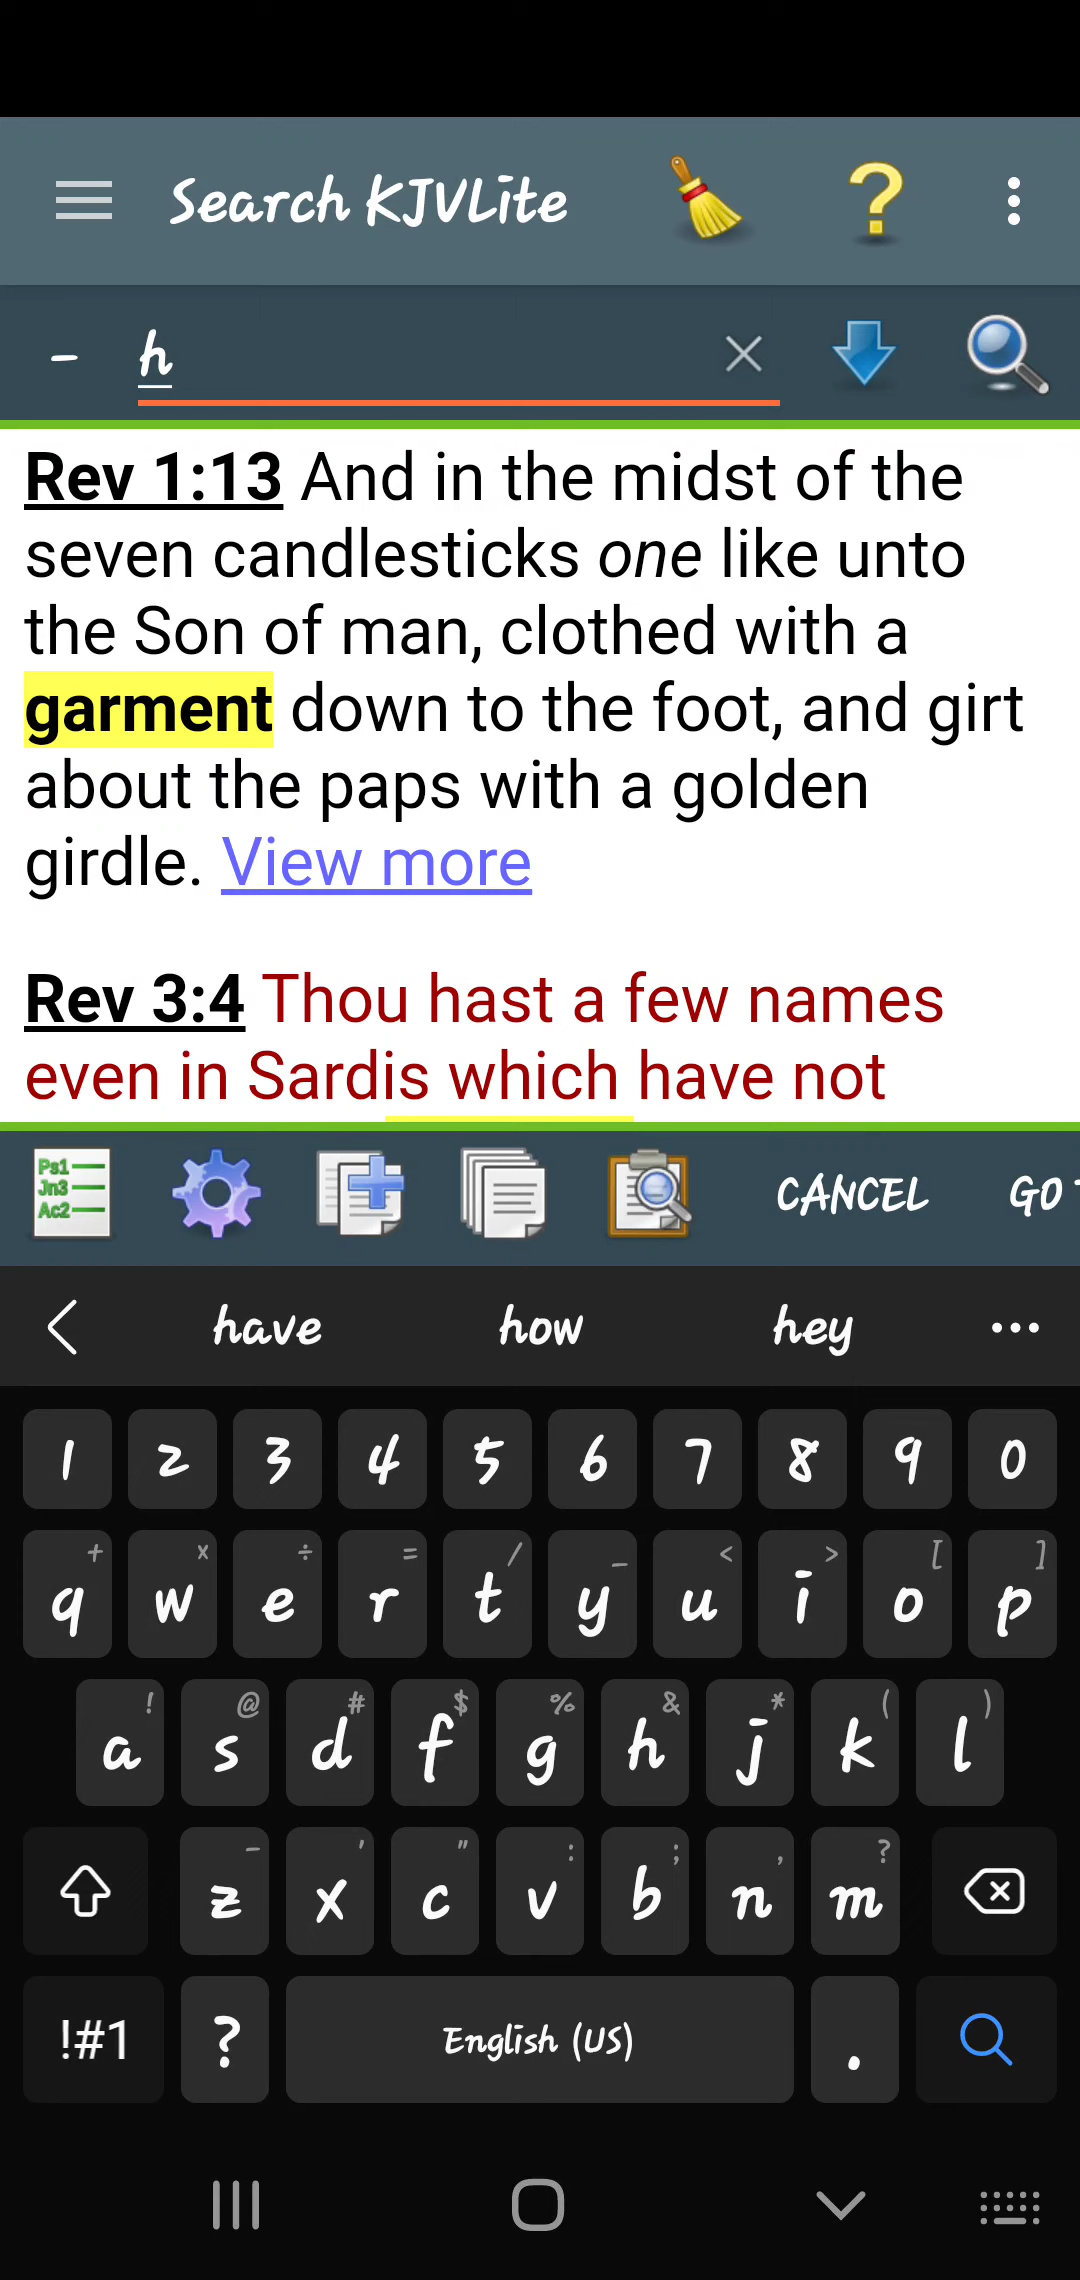 Search KJVLite
- h
Rev 1:13 And in the midst of the
seven candlesticks one like unto
the Son of man, clothed with a
garment down to the foot, and girt
about the paps with a golden
girdle. View more
Rev 3:4 Thou hast a few names
even in Sardis which have not
Ps1
Jn3
Ac2
CANCEL GO
have how hey
1 2 3 4 5 6 7 8 9 0
+ × ÷ = / _ < > [ ]
q w e r t y u i o p
! @ # $ % & * ( )
a s d f g h j k l
- ' " : ; , ?
z x c v b n m
!#1 ? English (US) .